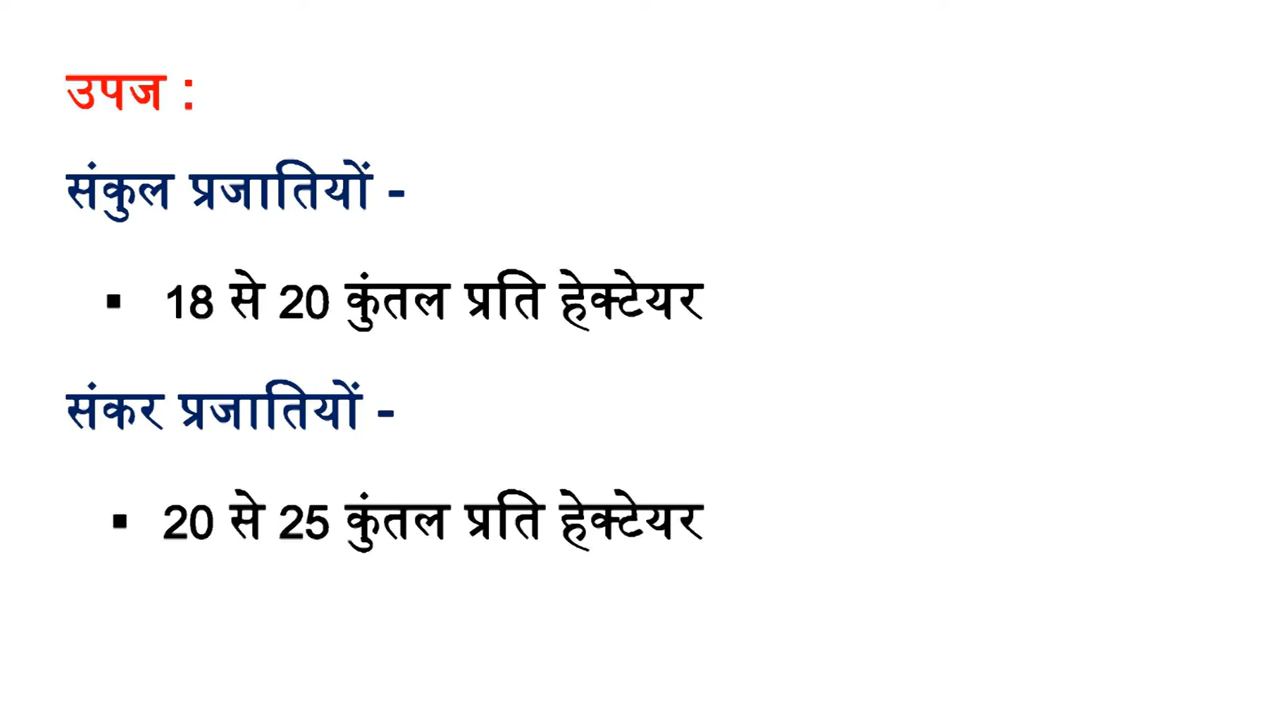 उपज :
संकुल प्रजातियों -
▪ 18 से 20 कुंतल प्रति हेक्टेयर
संकर प्रजातियों -
▪ 20 से 25 कुंतल प्रति हेक्टेयर